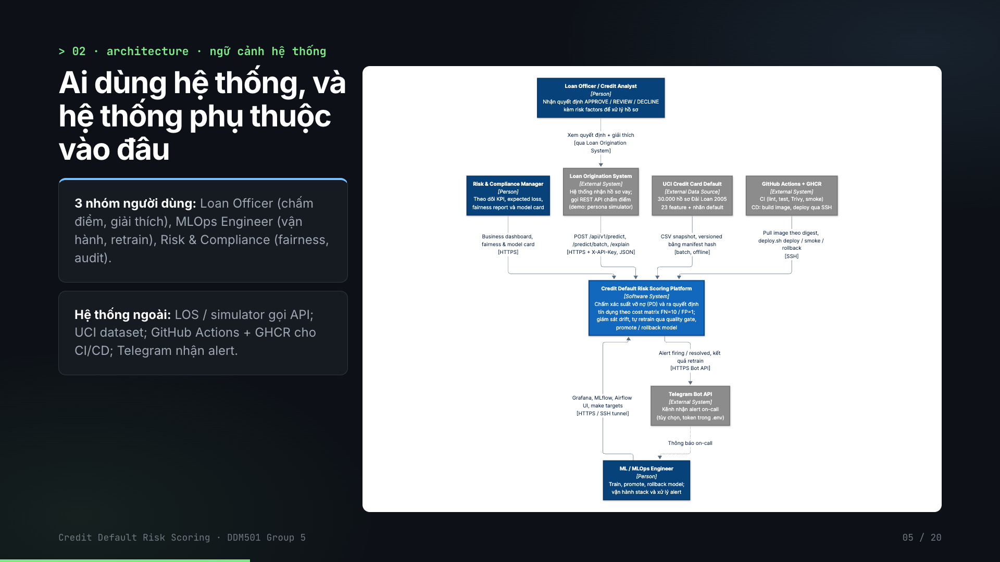 > 02 · architecture · ngữ cảnh hệ thống
Ai dùng hệ thống, và
hệ thống phụ thuộc
vào đâu
3 nhóm người dùng: Loan Officer (chấm
điểm, giải thích), MLOps Engineer (vận
hành, retrain), Risk & Compliance (fairness,
audit).
Hệ thống ngoài: LOS / simulator gọi API;
UCI dataset; GitHub Actions + GHCR cho
CI/CD; Telegram nhận alert.
Loan Officer / Credit Analyst
[Person]
Nhận quyết định APPROVE / REVIEW / DECLINE
kèm risk factors để xử lý hồ sơ
Xem quyết định + giải thích
[qua Loan Origination
System]
Risk & Compliance Manager
[Person]
Theo dõi KPI, expected loss,
fairness report và model card
Loan Origination System
[External System]
Hệ thống nhận hồ sơ vay;
gọi REST API chấm điểm
(demo: persona simulator)
UCI Credit Card Default
[External Data Source]
30.000 hồ sơ Đài Loan 2005
23 feature + nhãn default
GitHub Actions + GHCR
[External System]
CI (lint, test, Trivy, smoke)
CD: build image, deploy qua SSH
Business dashboard,
fairness & model card
[HTTPS]
POST /api/v1/predict,
/predict/batch, /explain
[HTTPS + X-API-Key, JSON]
CSV snapshot, versioned
bằng manifest hash
[batch, offline]
Pull image theo digest,
deploy.sh deploy / smoke /
rollback
[SSH]
Credit Default Risk Scoring Platform
[Software System]
Chấm xác suất vỡ nợ (PD) và ra quyết định
tín dụng theo cost matrix FN=10 / FP=1;
giám sát drift, tự retrain qua quality gate,
promote / rollback model
Alert firing / resolved, kết
quả retrain
[HTTPS Bot API]
Grafana, MLflow, Airflow
UI, make targets
[HTTPS / SSH tunnel]
Telegram Bot API
[External System]
Kênh nhận alert on-call
(tùy chọn, token trong .env)
Thông báo on-call
ML / MLOps Engineer
[Person]
Train, promote, rollback model;
vận hành stack và xử lý alert
Credit Default Risk Scoring · DDM501 Group 5
05 / 20